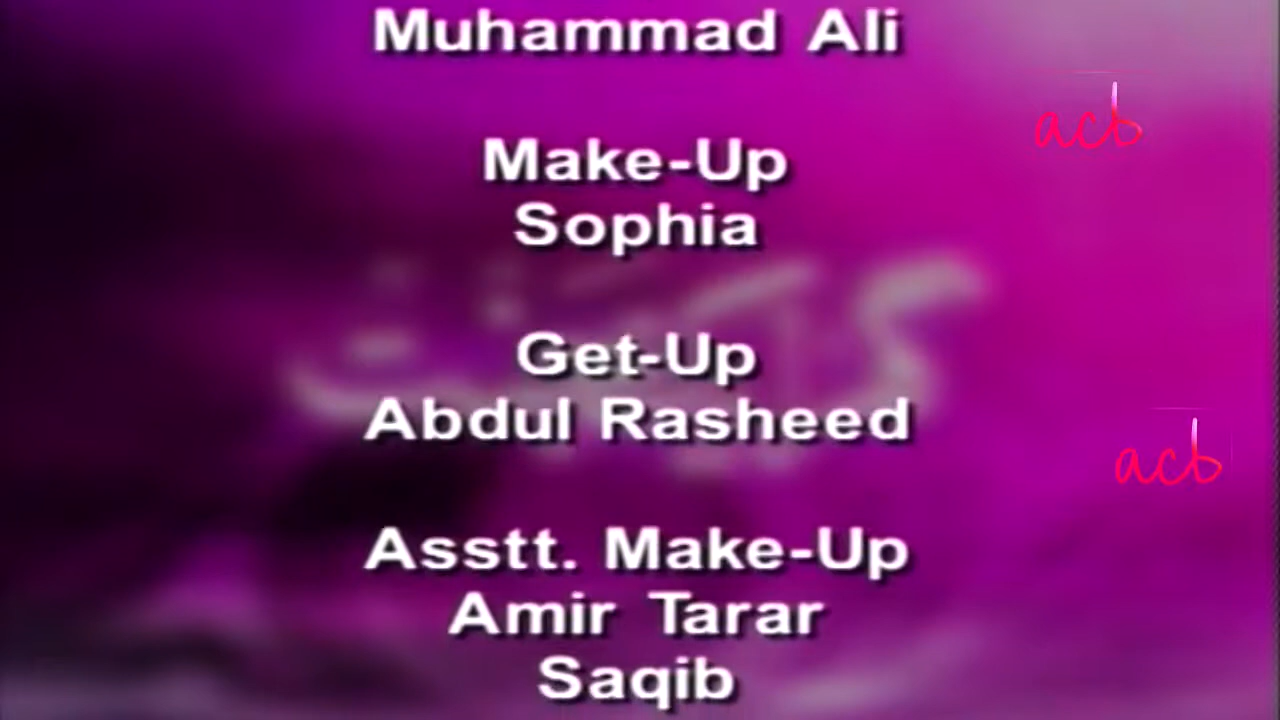 Muhammad Ali
acb
Make-Up
Sophia
Get-Up
Abdul Rasheed
acb
Asstt. Make-Up
Amir Tarar
Saqib